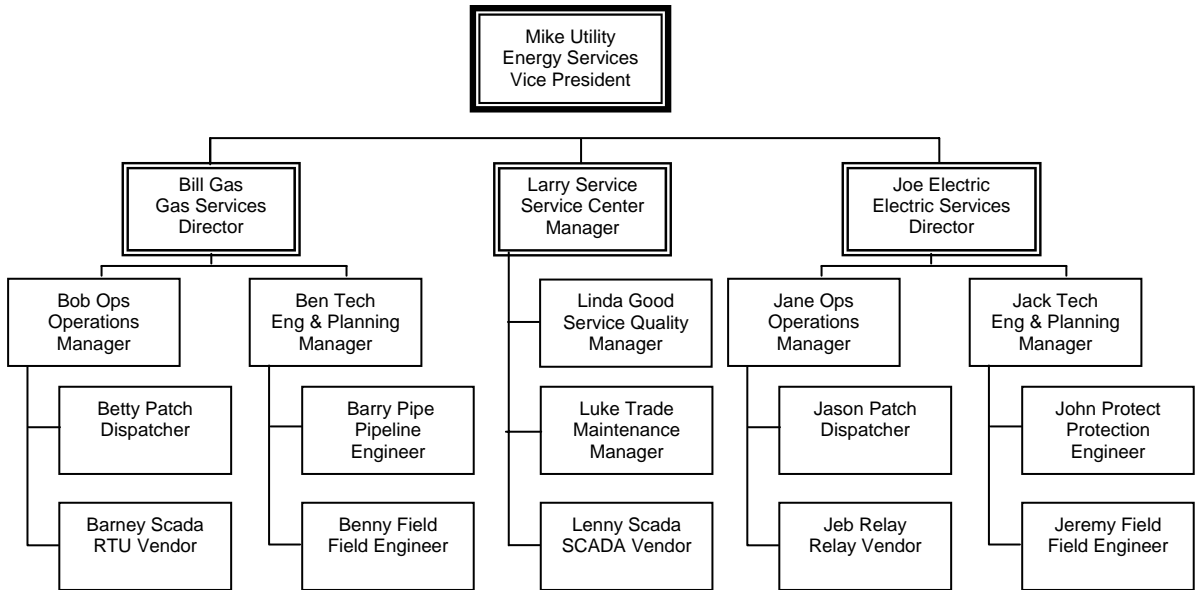 Mike Utility
Energy Services
Vice President
Bill Gas
Gas Services
Director
Larry Service
Service Center
Manager
Joe Electric
Electric Services
Director
Bob Ops
Operations
Manager
Ben Tech
Eng & Planning
Manager
Linda Good
Service Quality
Manager
Jane Ops
Operations
Manager
Jack Tech
Eng & Planning
Manager
Betty Patch
Dispatcher
Barry Pipe
Pipeline
Engineer
Luke Trade
Maintenance
Manager
Jason Patch
Dispatcher
John Protect
Protection
Engineer
Barney Scada
RTU Vendor
Benny Field
Field Engineer
Lenny Scada
SCADA Vendor
Jeb Relay
Relay Vendor
Jeremy Field
Field Engineer